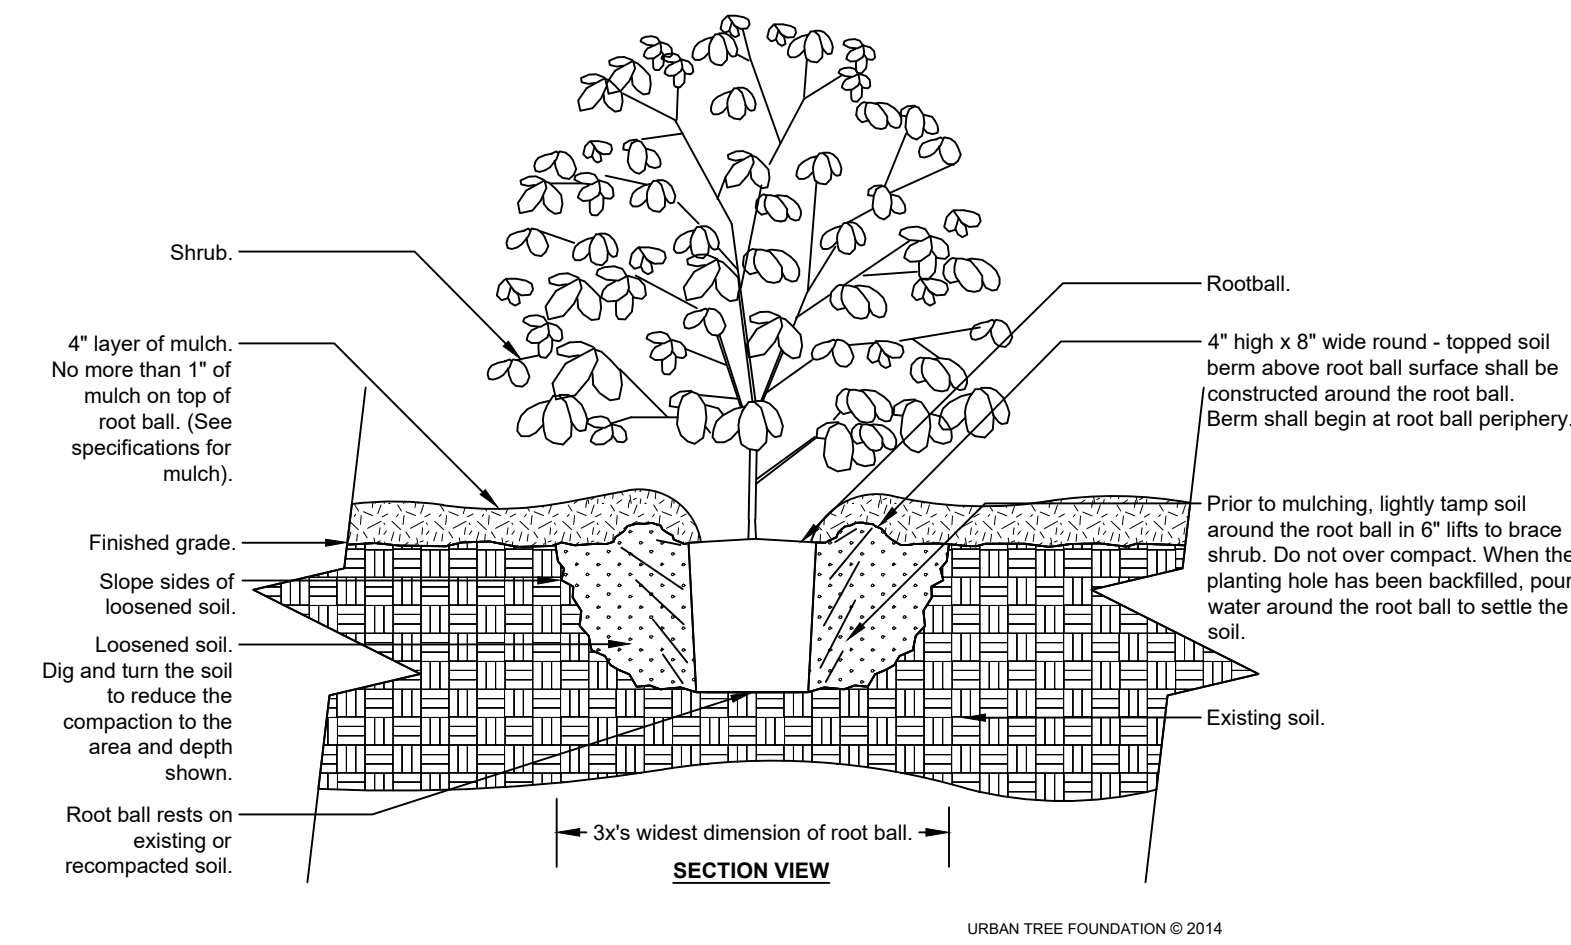 Shrub.
4" layer of mulch.
No more than 1" of
mulch on top of
root ball. (See
specifications for
mulch).
Finished grade.
Slope sides of
loosened soil.
Loosened soil.
Dig and turn the soil
to reduce the
compaction to the
area and depth
shown.
Root ball rests on
existing or
recompacted soil.
Rootball.
4" high x 8" wide round - topped soil
berm above root ball surface shall be
constructed around the root ball.
Berm shall begin at root ball periphery.
Prior to mulching, lightly tamp soil
around the root ball in 6" lifts to brace
shrub. Do not over compact. When the
planting hole has been backfilled, pour
water around the root ball to settle the
soil.
Existing soil.
3x's widest dimension of root ball.
SECTION VIEW
URBAN TREE FOUNDATION © 2014